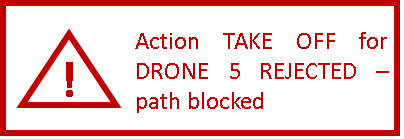 Action TAKE OFF for
DRONE 5 REJECTED –
path blocked